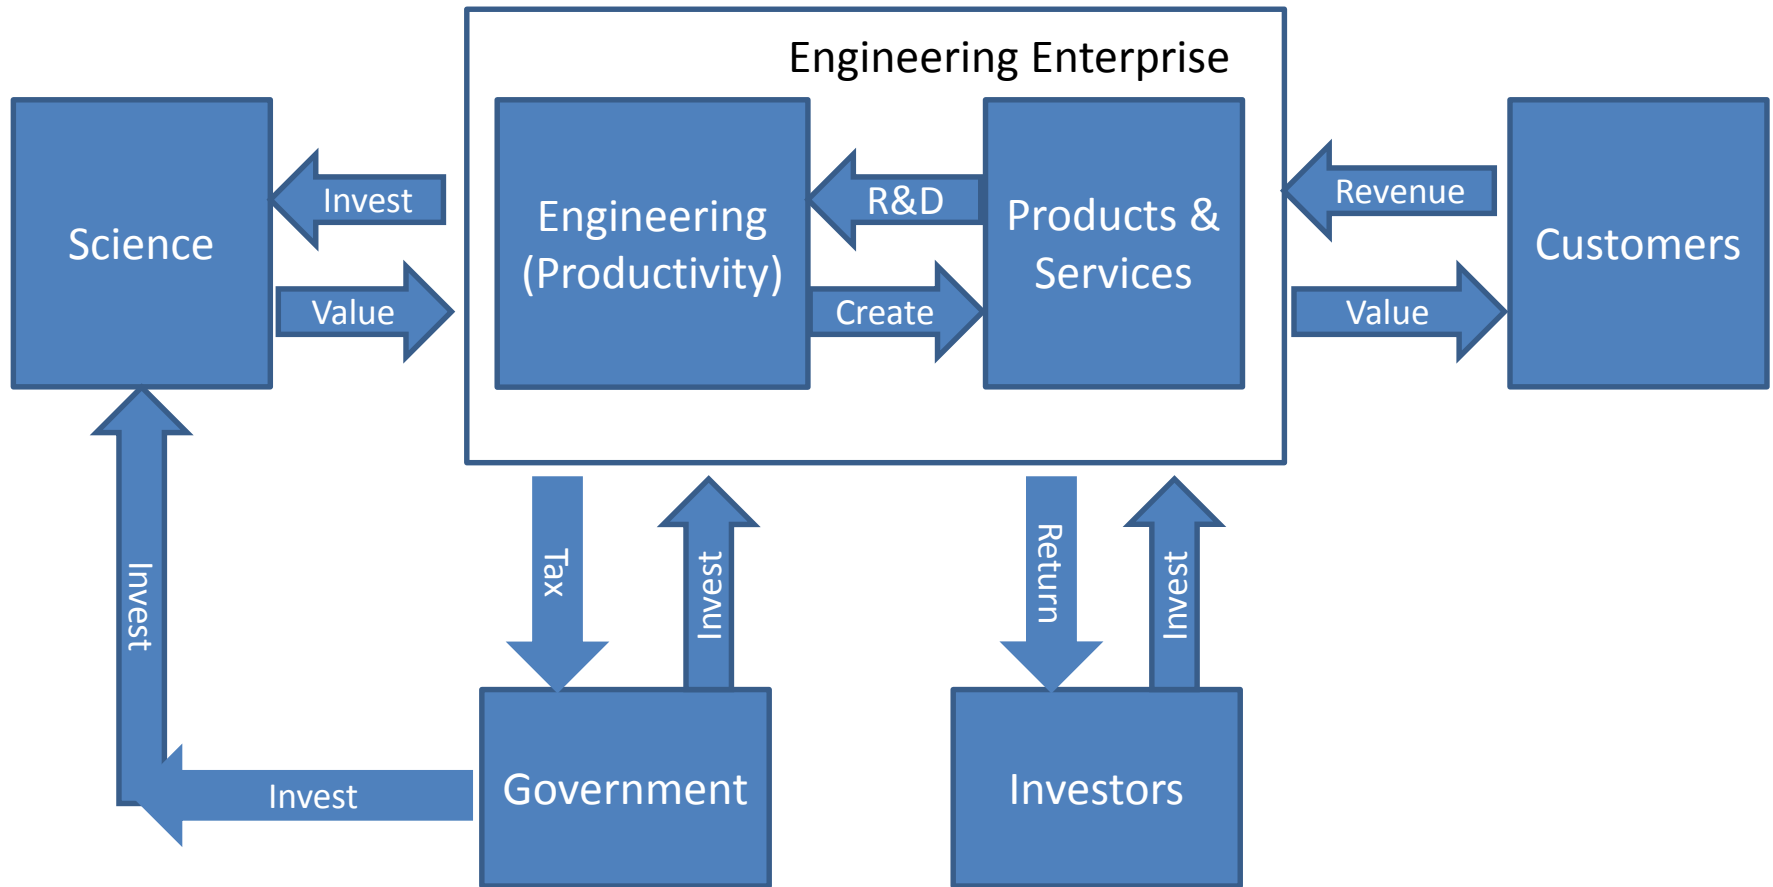 Engineering Enterprise
Science
Invest
Value
Engineering
(Productivity)
R&D
Create
Products &
Services
Revenue
Value
Customers
Invest
Tax
Invest
Return
Invest
Invest
Government
Investors